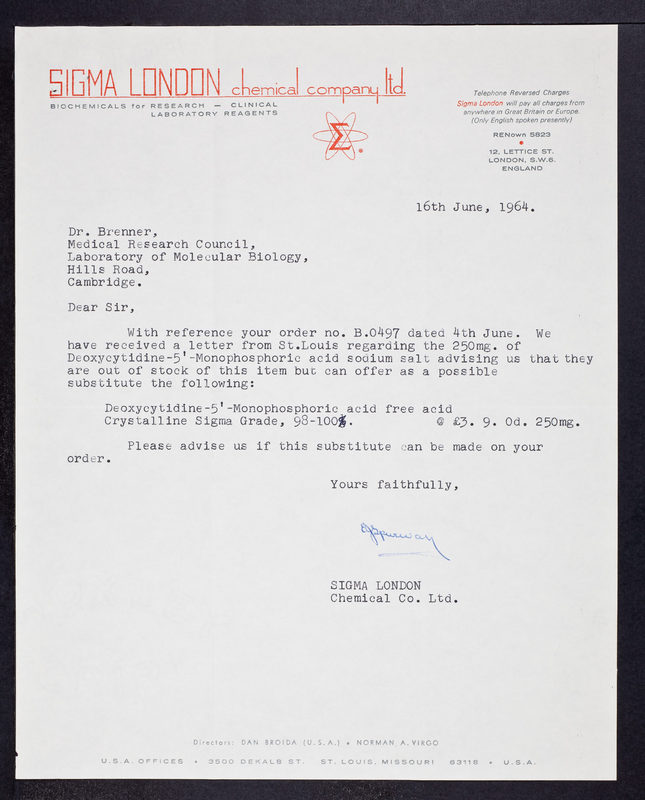 SIGMA LONDON chemical company ltd.
BIOCHEMICALS for RESEARCH — CLINICAL
LABORATORY REAGENTS
Σ
Telephone Reversed Charges
Sigma London will pay all charges from
anywhere in Great Britain or Europe.
(Only English spoken presently)
RENown 5823
12, LETTICE ST.
LONDON, S.W.6.
ENGLAND
16th June, 1964.
Dr. Brenner,
Medical Research Council,
Laboratory of Molecular Biology,
Hills Road,
Cambridge.
Dear Sir,
With reference your order no. B.0497 dated 4th June. We
have received a letter from St.Louis regarding the 250mg. of
Deoxycytidine-5'-Monophosphoric acid sodium salt advising us that they
are out of stock of this item but can offer as a possible
substitute the following:
Deoxycytidine-5'-Monophosphoric acid free acid
Crystalline Sigma Grade, 98-100%. @ £3. 9. 0d. 250mg.
Please advise us if this substitute can be made on your
order.
Yours faithfully,
SIGMA LONDON
Chemical Co. Ltd.
Directors: DAN BROIDA (U.S.A.) • NORMAN A. VIRGO
U.S.A. OFFICES • 3500 DEKALB ST. ST. LOUIS, MISSOURI 63118 • U.S.A.